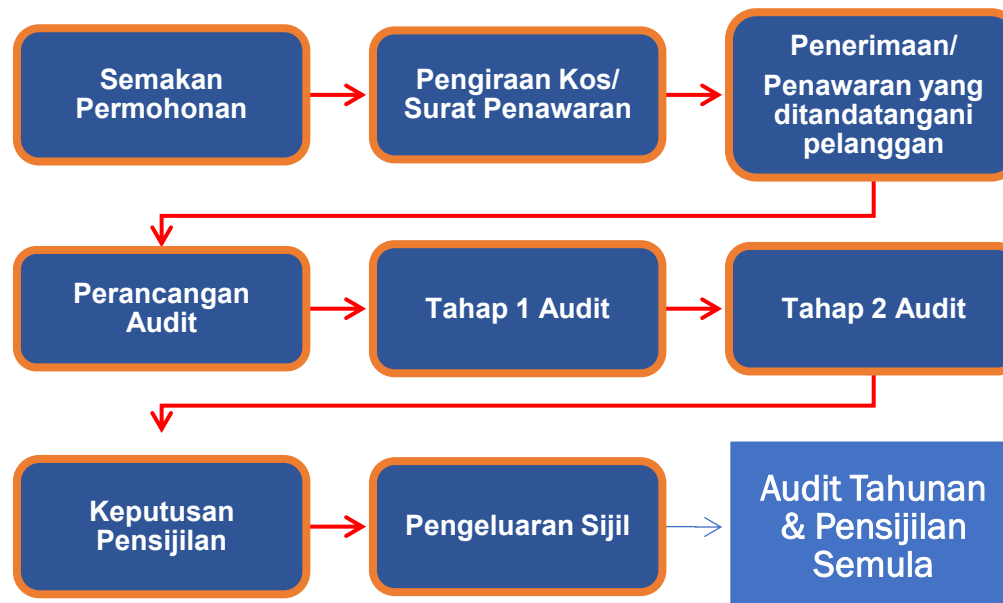 Semakan
Permohonan
Pengiraan Kos/
Surat Penawaran
Penerimaan/
Penawaran yang
ditandatangani
pelanggan
Perancangan
Audit
Tahap 1 Audit
Tahap 2 Audit
Keputusan
Pensijilan
Pengeluaran Sijil
Audit Tahunan
& Pensijilan
Semula